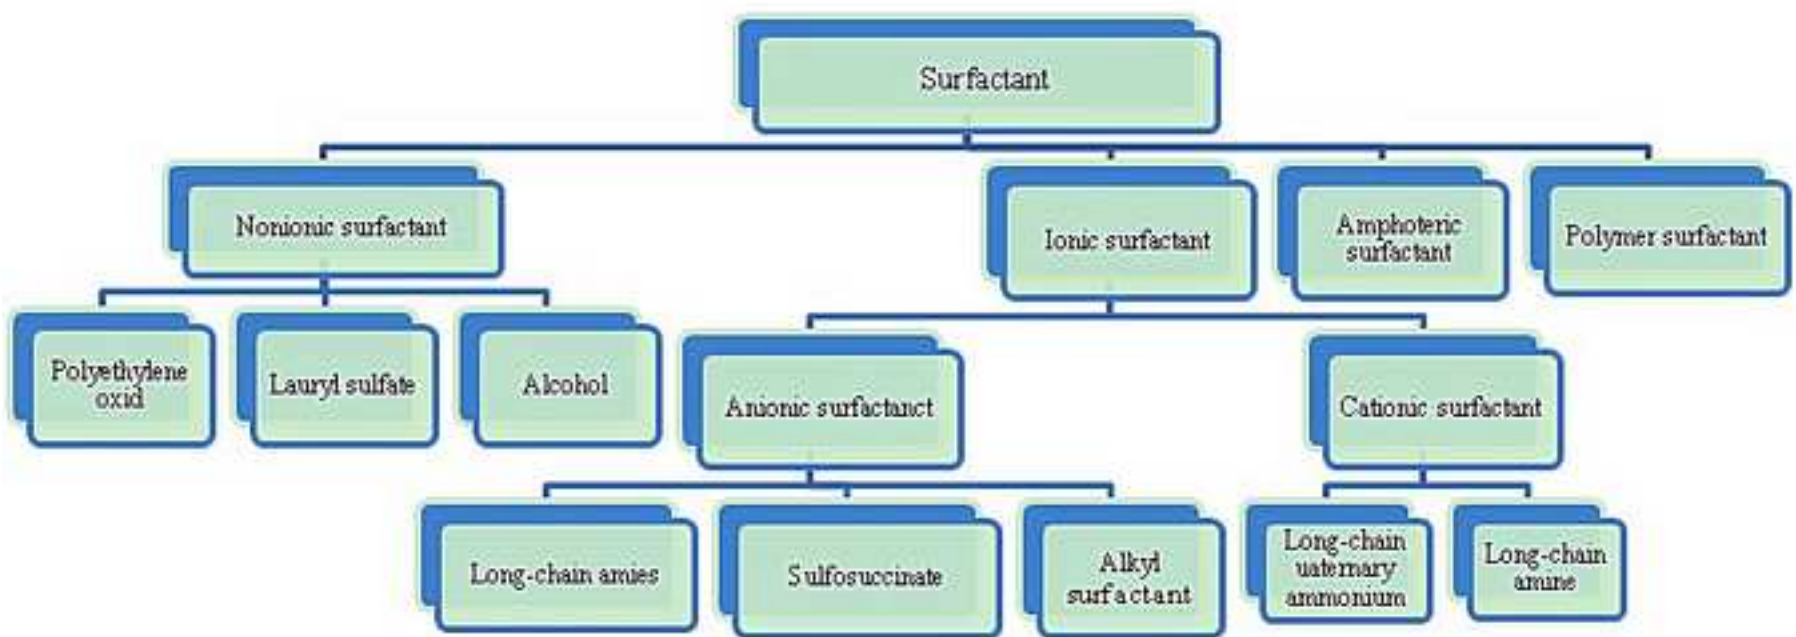 Surfactant
Nonionic surfactant
Ionic surfactant
Amphoteric
surfactant
Polymer surfactant
Polyethylene
oxid
Lauryl sulfate
Alcohol
Anionic surfactanct
Cationic surfactant
Long-chain amies
Sulfosuccinate
Alkyl
surfactant
Long-chain
uaternary
ammonium
Long-chain
amine